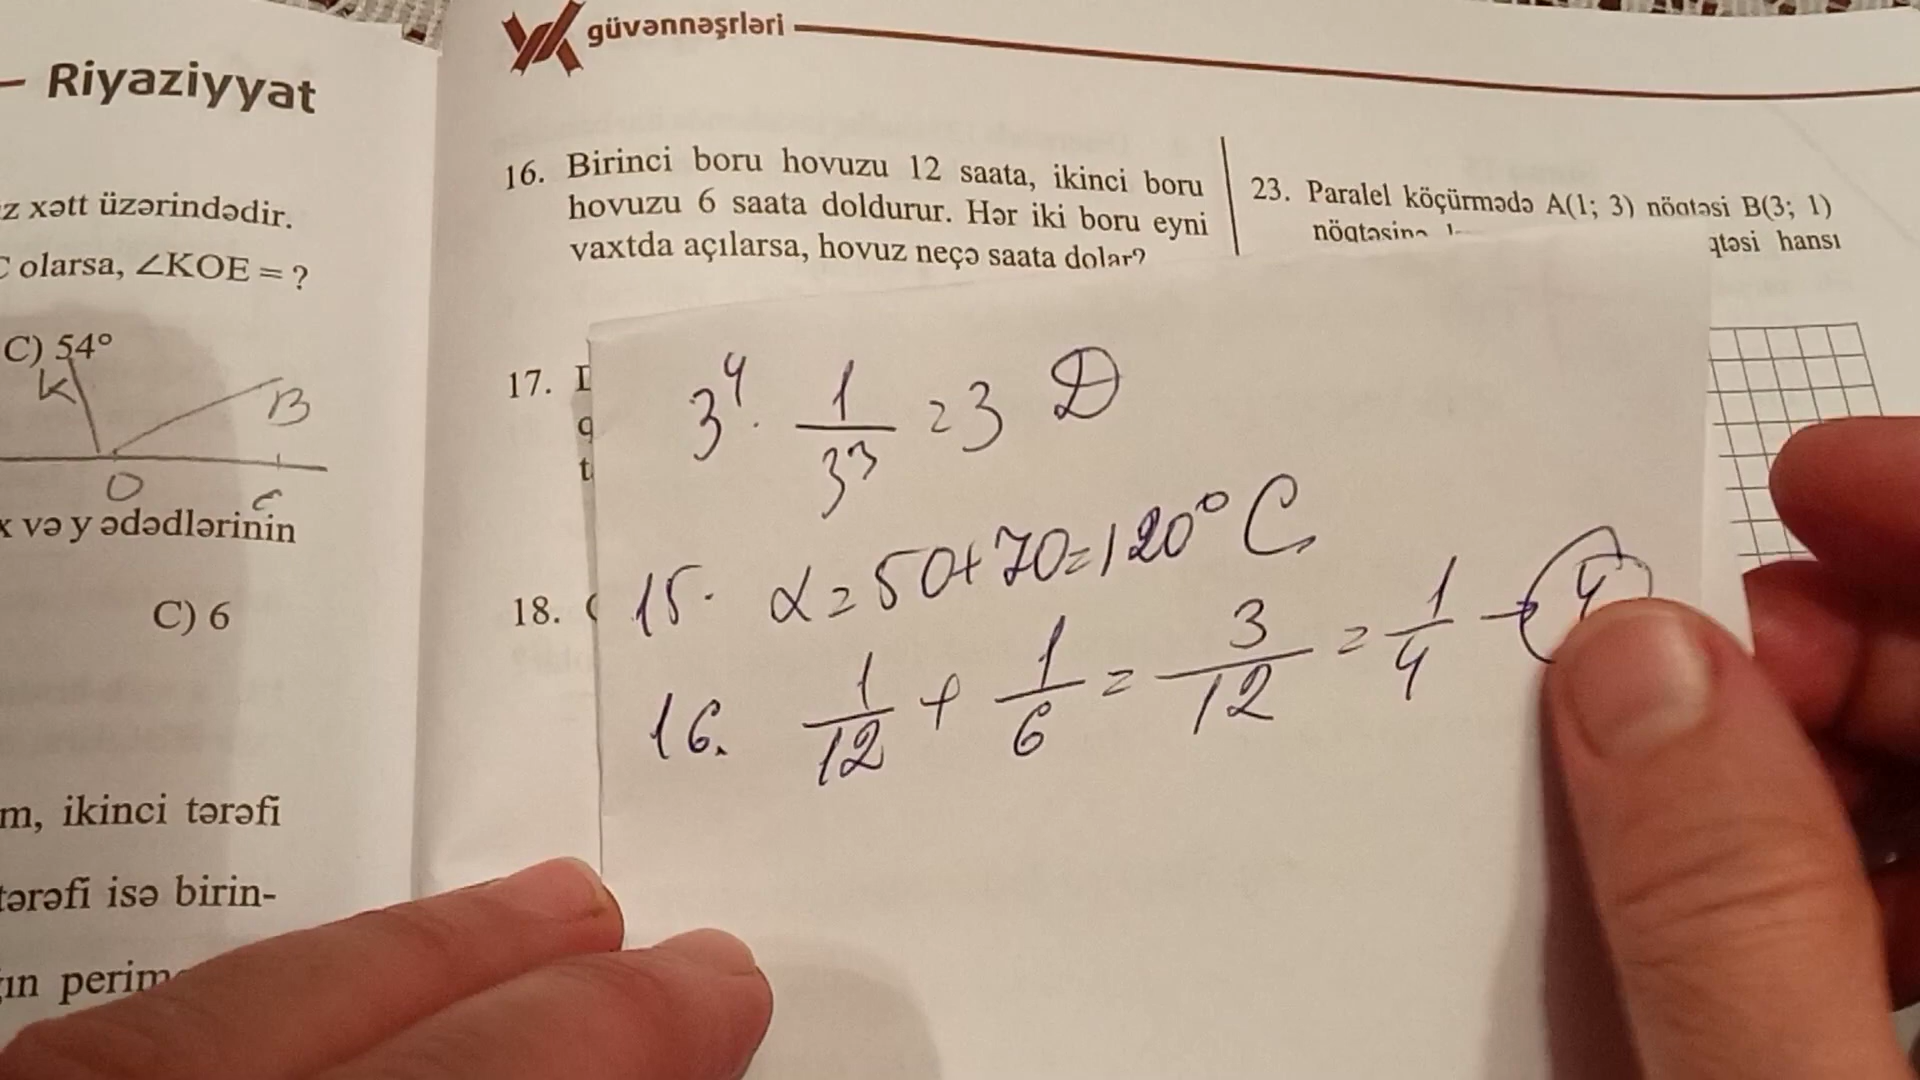 Riyaziyyat
z xətt üzərindədir.
C olarsa, ∠KOE = ?
C) 54°
K
B
O
C
x və y ədədlərinin
C) 6
m, ikinci tərəfi
tərəfi isə birin-
ın perim
güvənnəşrləri
16. Birinci boru hovuzu 12 saata, ikinci boru
hovuzu 6 saata doldurur. Hər iki boru eyni
vaxtda açılarsa, hovuz neçə saata dolar?
17.
18.
23. Paralel köçürmədə A(1; 3) nöqtəsi B(3; 1)
nöqtəsinə
qtəsi hansı
3⁴ · 1/3³ = 3 D
15. α = 50+70=120° C
16. 1/12 + 1/6 = 3/12 = 1/4 → 4